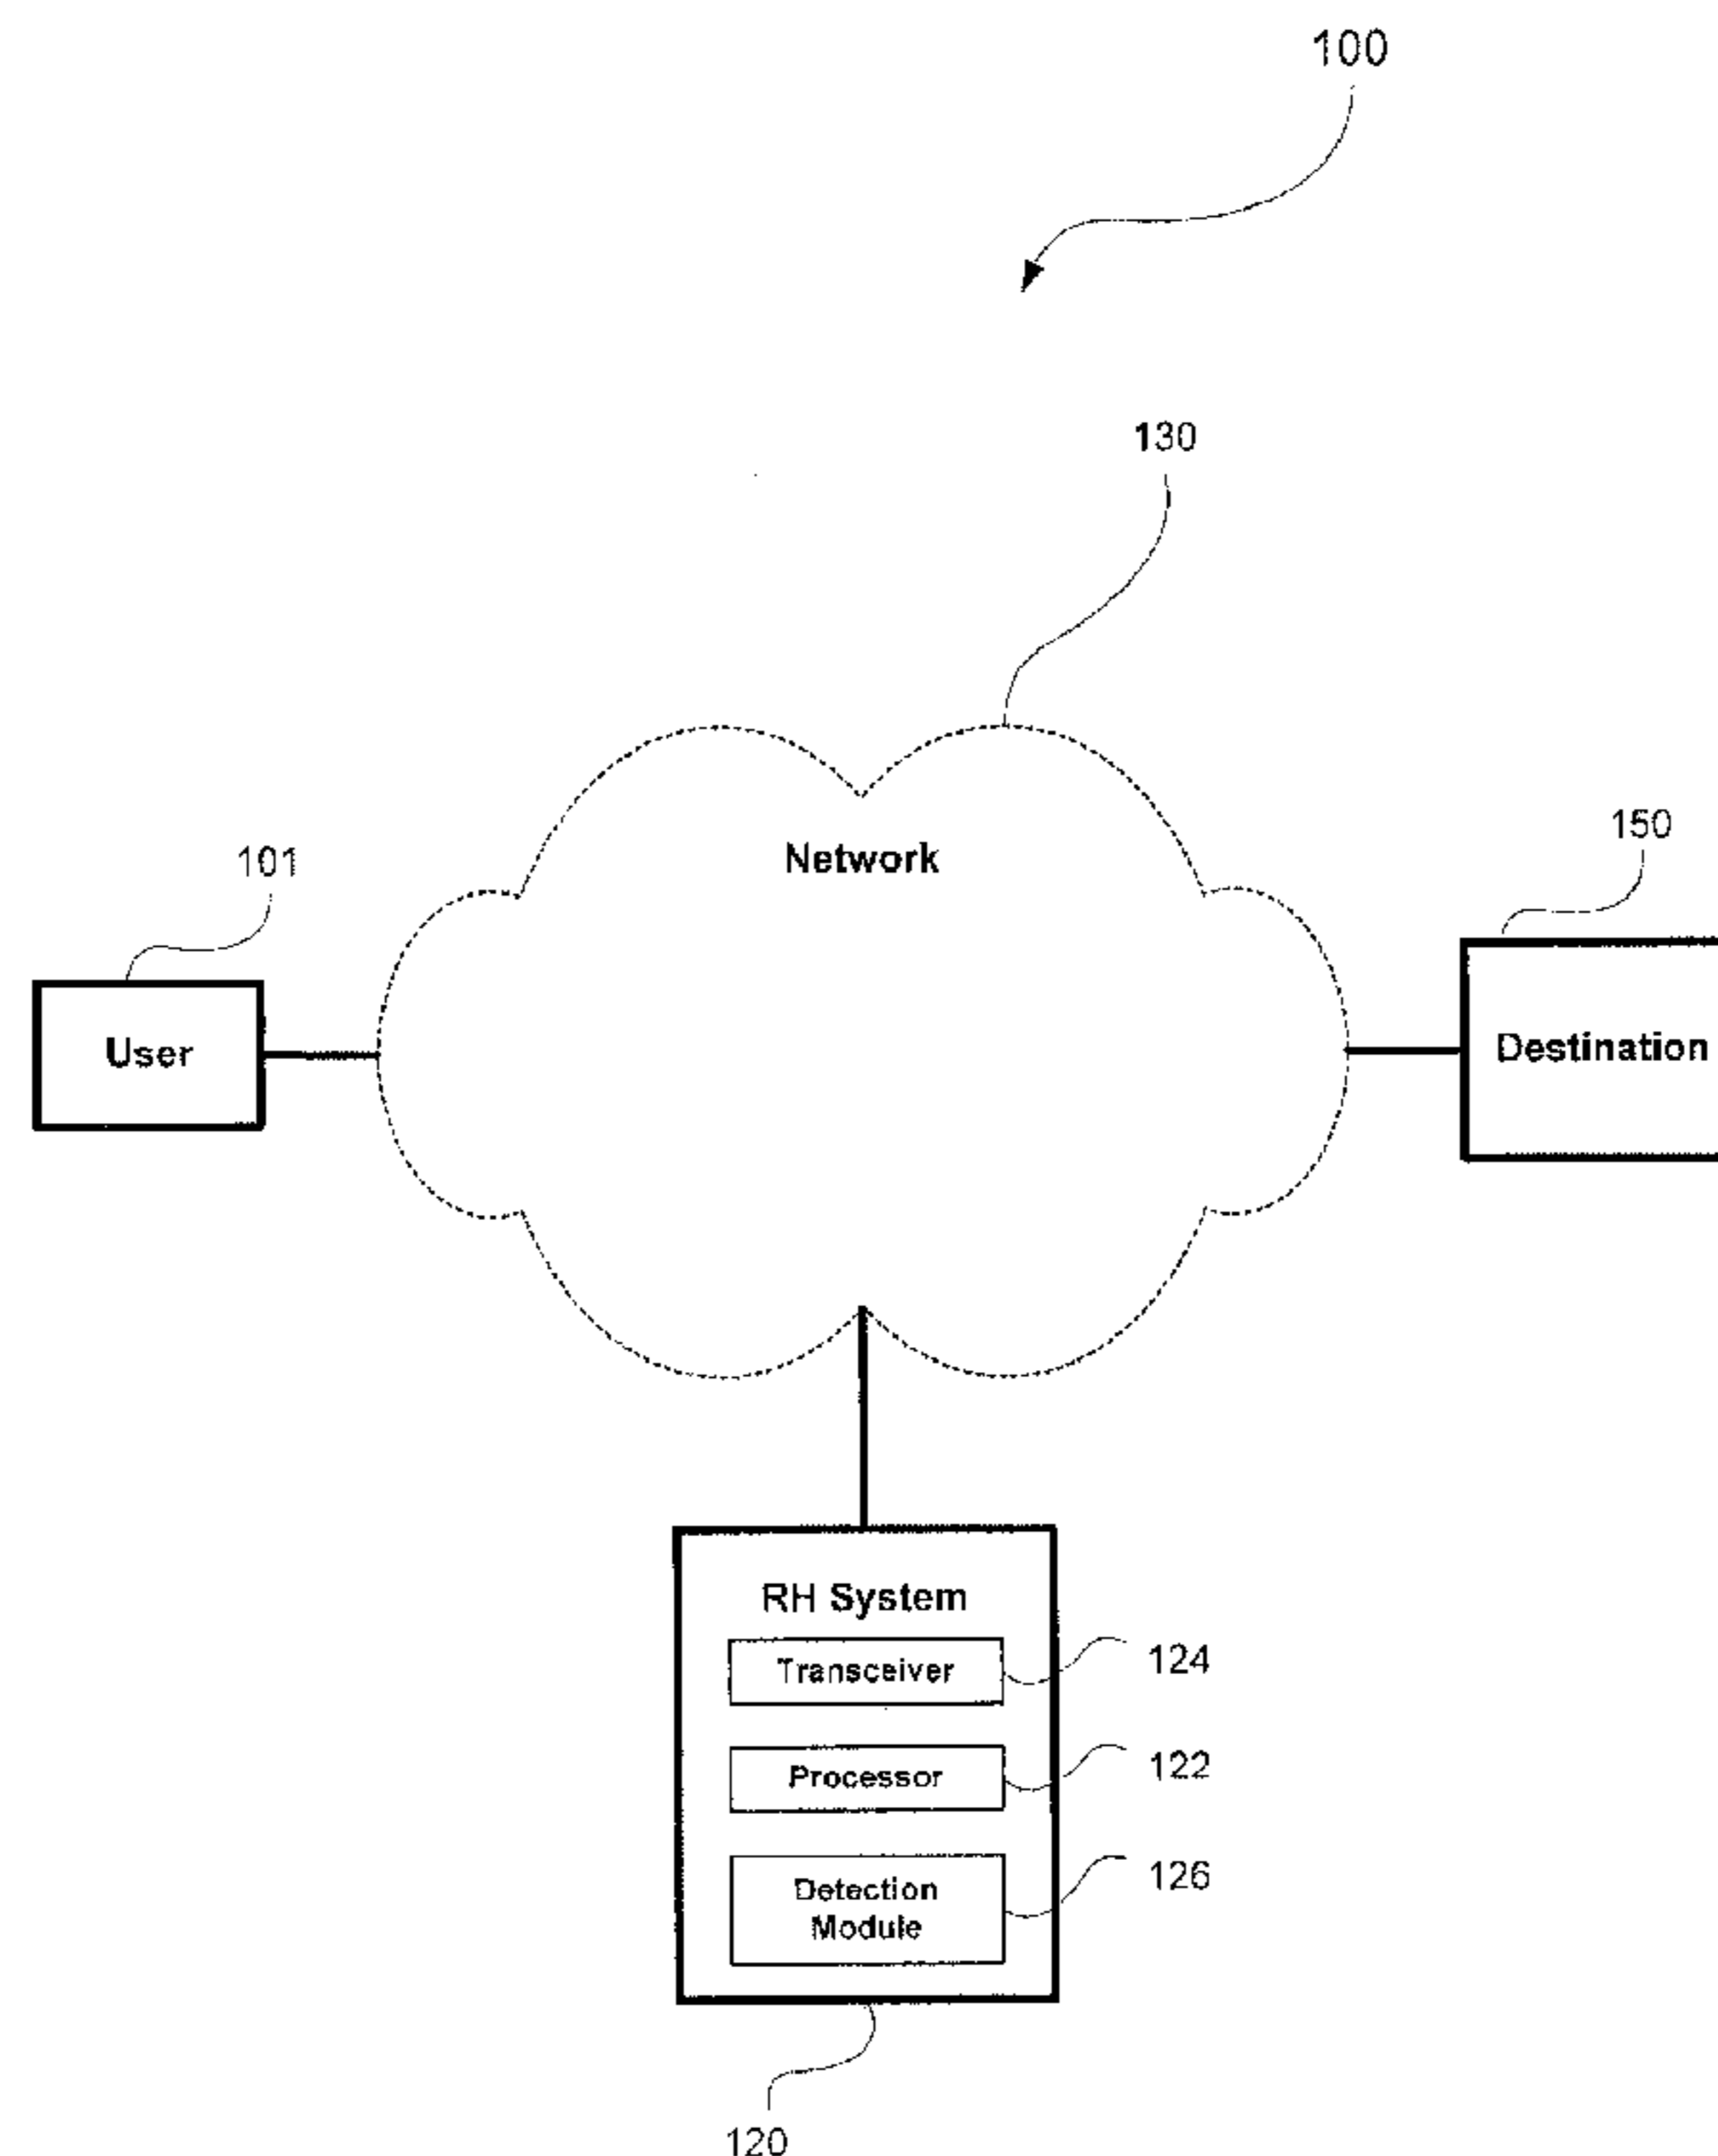 100
130
Network
150
101
User
Destination
RH System
Transceiver
124
Processor
122
Detection
Module
126
120